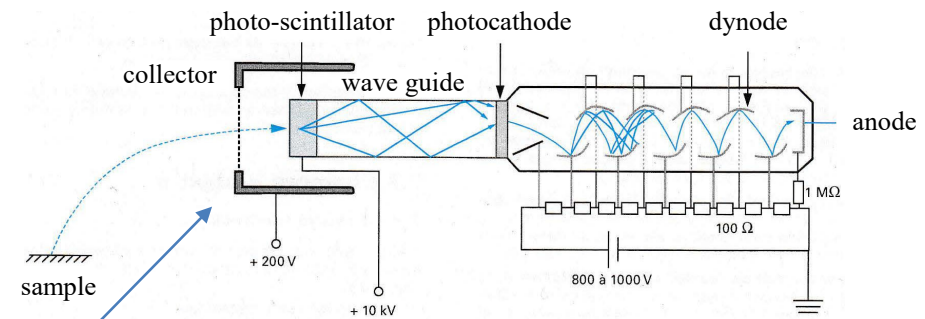 photo-scintillator photocathode dynode
collector
wave guide
anode
1 MΩ
100 Ω
+ 200 V
800 à 1000 V
sample
+ 10 kV